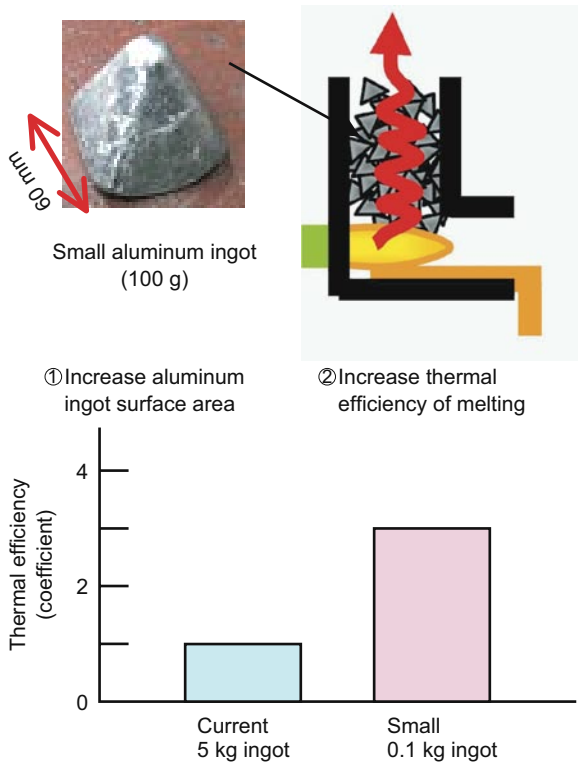 60 mm
Small aluminum ingot
(100 g)
①Increase aluminum
ingot surface area
②Increase thermal
efficiency of melting
Thermal efficiency
(coefficient)
4
2
0
Current
5 kg ingot
Small
0.1 kg ingot